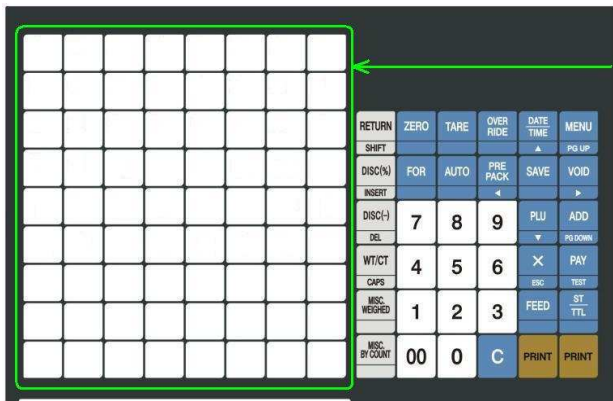 RETURN ZERO TARE OVER RIDE DATE TIME MENU
SHIFT ▲ PG UP
DISC(%) FOR AUTO PRE PACK SAVE VOID
INSERT ◀ ▶
DISC(-) 7 8 9 PLU ADD
DEL ▼ PG DOWN
WT/CT 4 5 6 × PAY
CAPS ESC TEST
MISC. WEIGHED 1 2 3 FEED ST TTL
MISC. BY COUNT 00 0 C PRINT PRINT